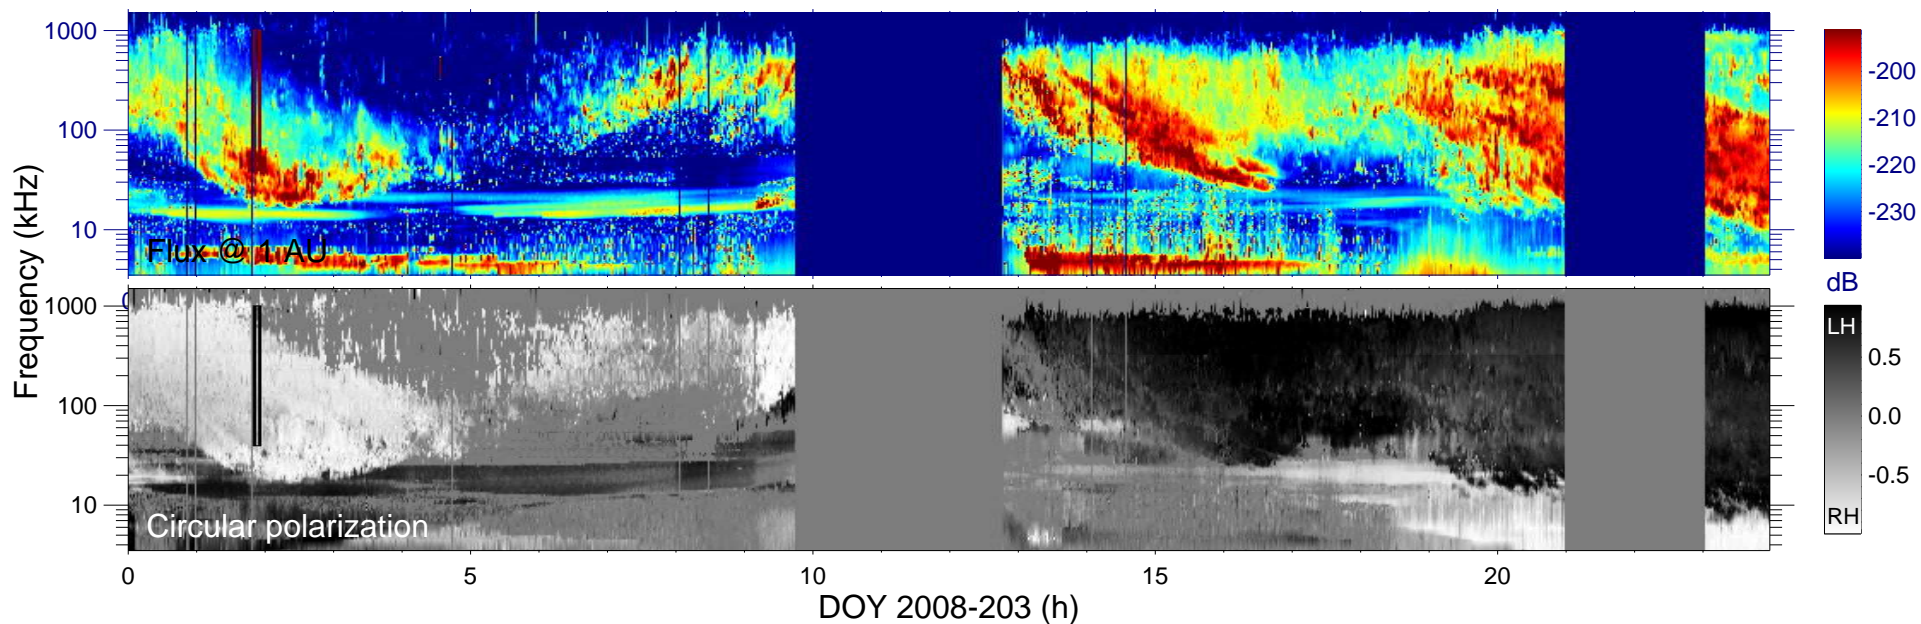 1000
100
10
Flux @ 1 AU
-200
-210
-220
-230
dB
Frequency (kHz)
0
1000
100
10
Circular polarization
LH
0.5
0.0
-0.5
RH
0
5
10
15
20
DOY 2008-203 (h)